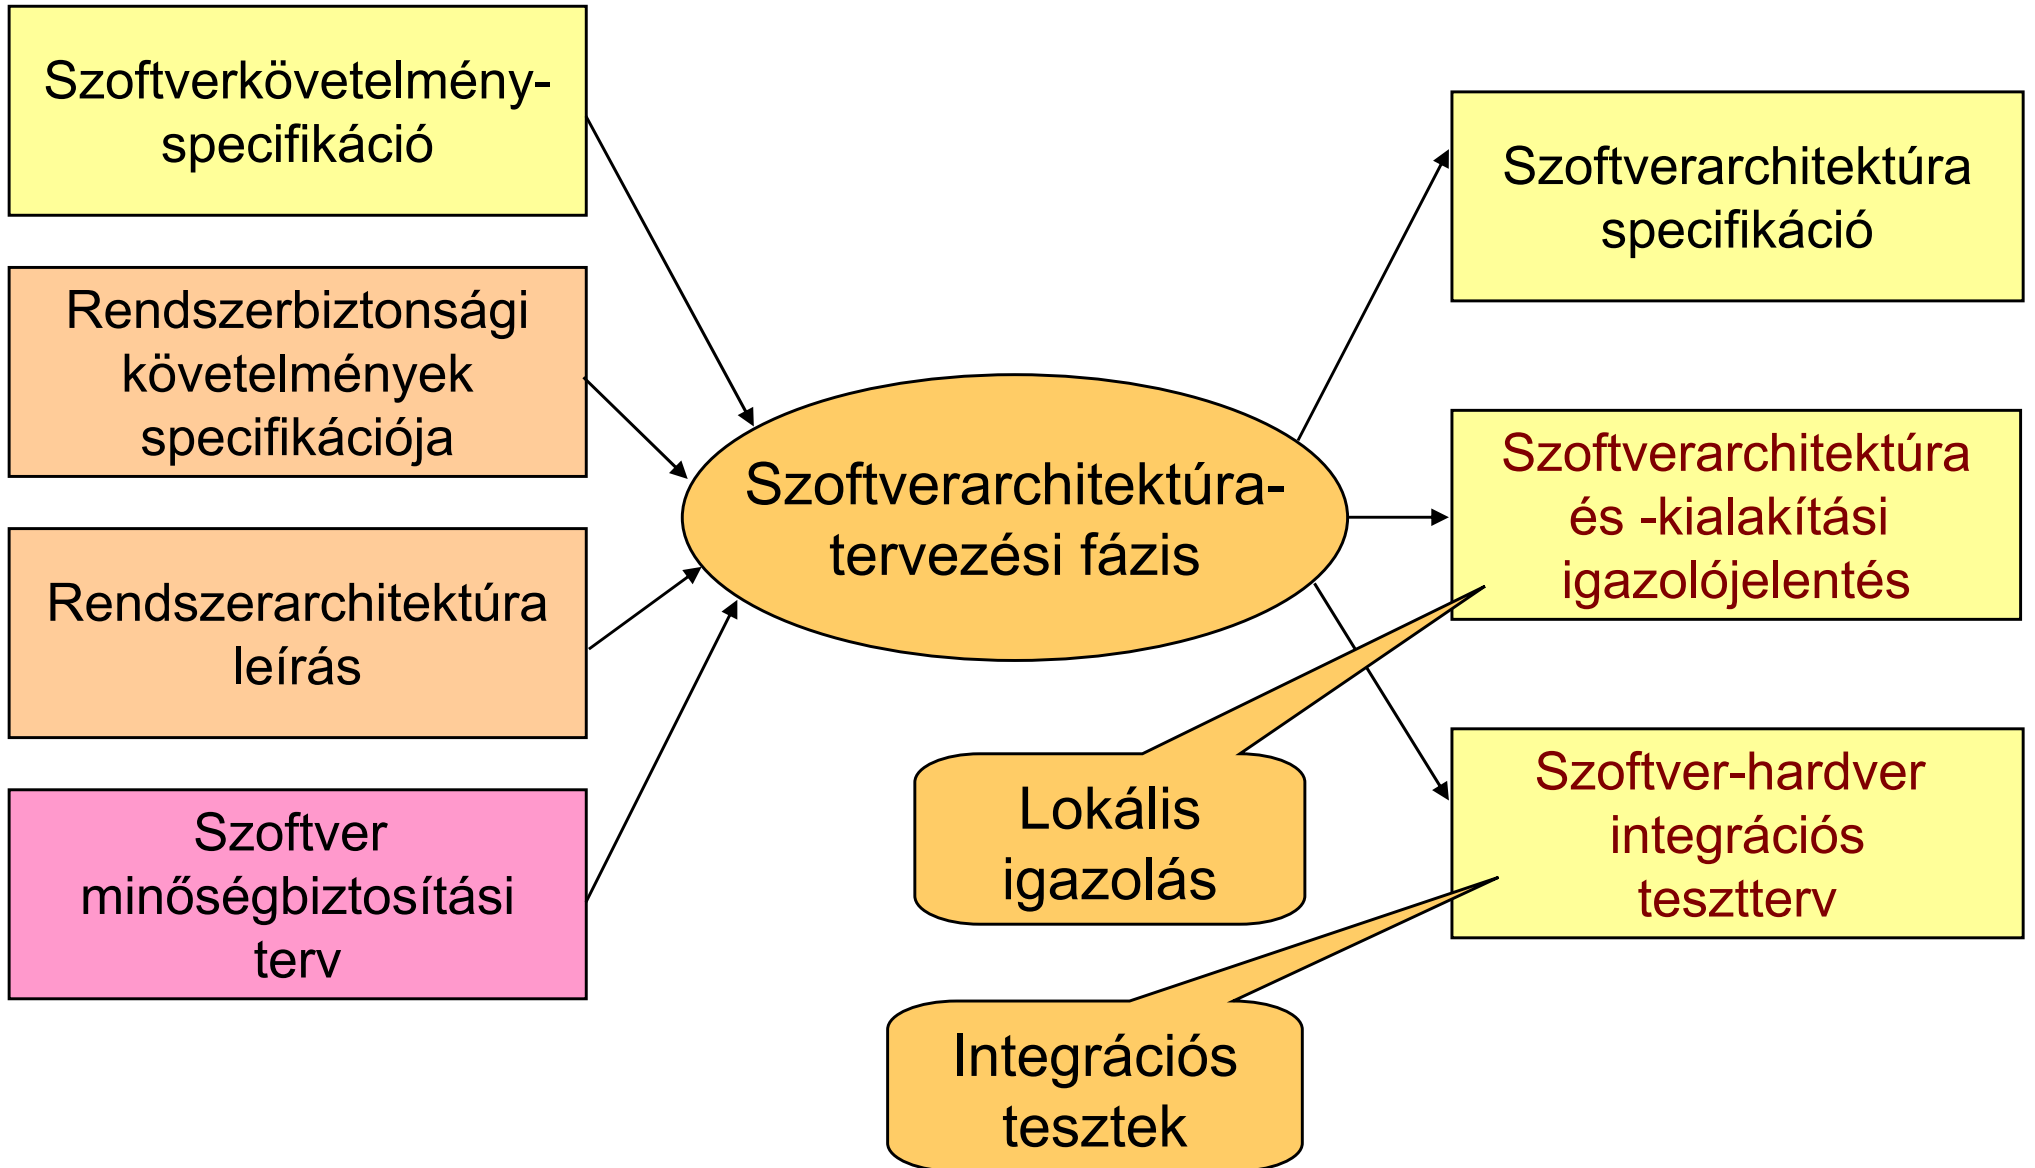 Szoftverkövetelmény-
specifikáció
Rendszerbiztonsági
követelmények
specifikációja
Rendszerarchitektúra
leírás
Szoftver
minőségbiztosítási
terv
Szoftverarchitektúra-
tervezési fázis
Szoftverarchitektúra
specifikáció
Szoftverarchitektúra
és -kialakítási
igazolójelentés
Szoftver-hardver
integrációs
tesztterv
Lokális
igazolás
Integrációs
tesztek